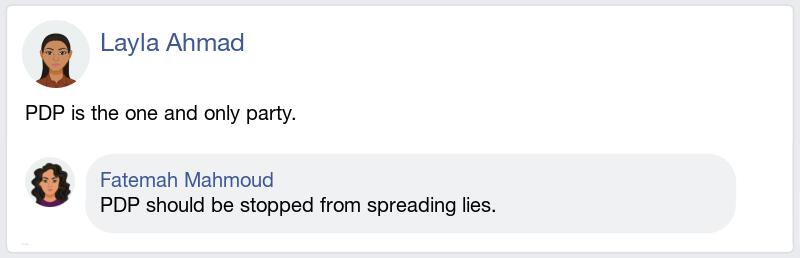 Layla Ahmad
PDP is the one and only party.
Fatemah Mahmoud
PDP should be stopped from spreading lies.